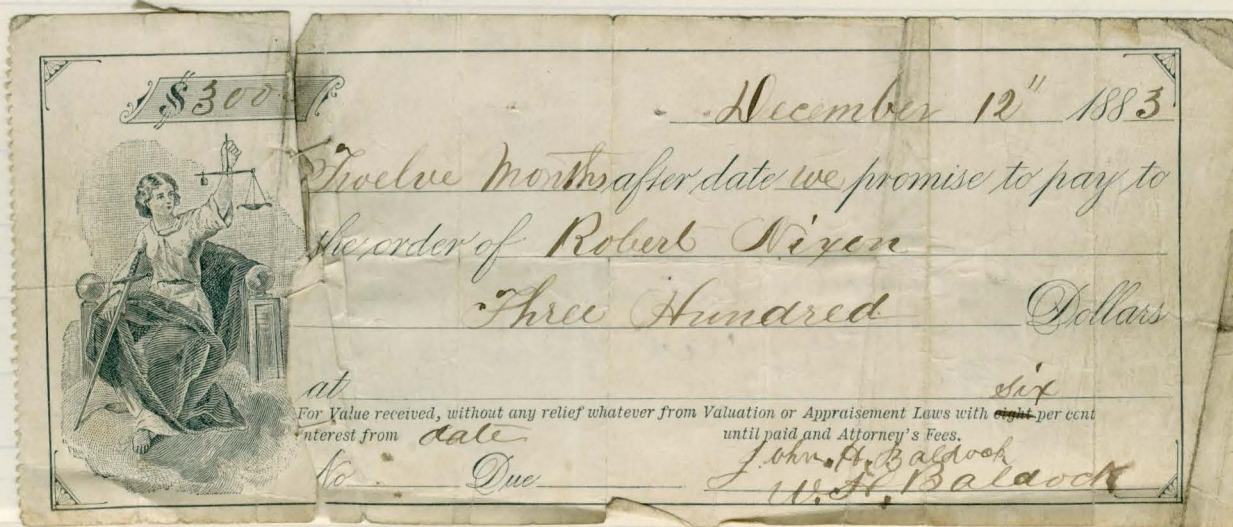 $300
December 12" 1883
Twelve Months after date we promise to pay to
the order of Robert Nixen
Three Hundred Dollars
at
six
For Value received, without any relief whatever from Valuation or Appraisement Laws with eight per cent
nterest from date until paid and Attorney's Fees.
No. Due
John H. Baldock
W. H. Baldock